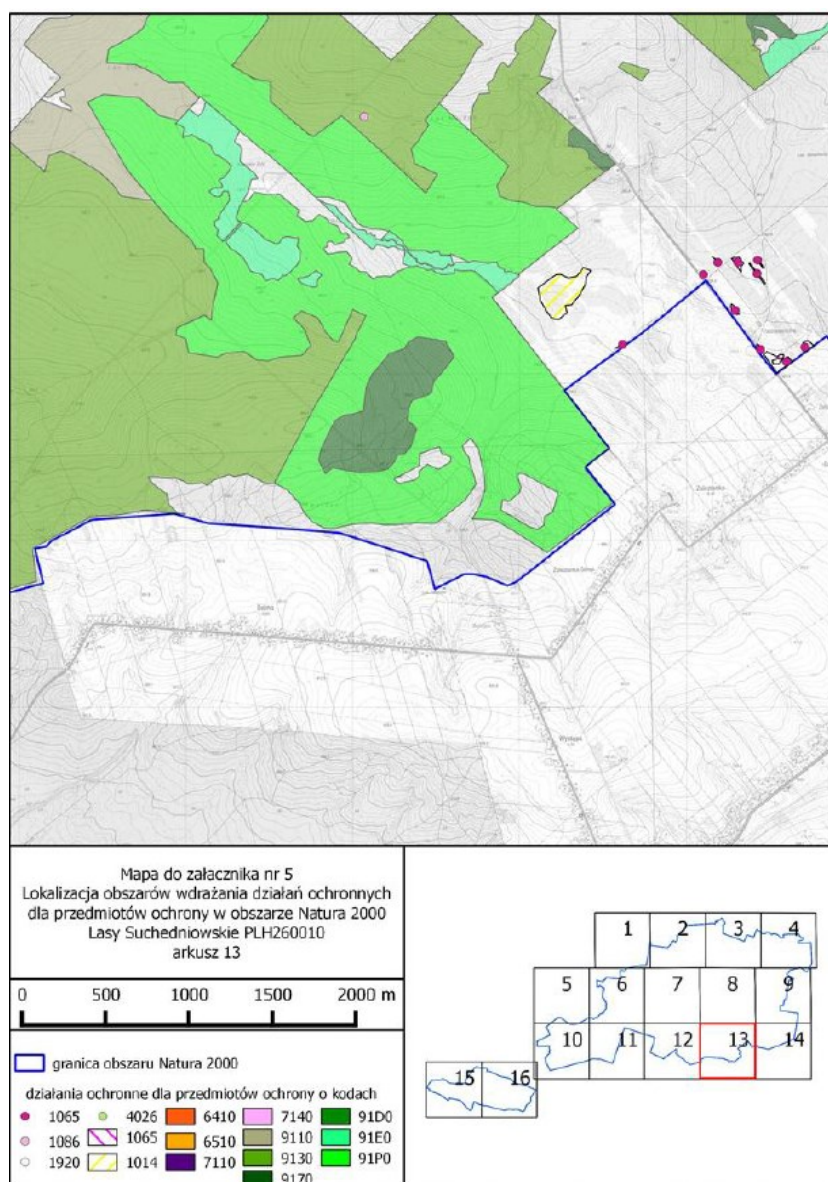 Zaleziańka
Sieina
Występa
Mapa do załacznika nr 5
Lokalizacja obszarów wdrażania działań ochronnych
dla przedmiotów ochrony w obszarze Natura 2000
Lasy Suchedniowskie PLH260010
arkusz 13
0 500 1000 1500 2000 m
granica obszaru Natura 2000
działania ochronne dla przedmiotów ochrony o kodach
1065 4026 6410 7140 91D0
1086 1065 6510 9110 91E0
1920 1014 7110 9130 91P0
9170
1 2 3 4
5 6 7 8 9
10 11 12 13 14
15 16